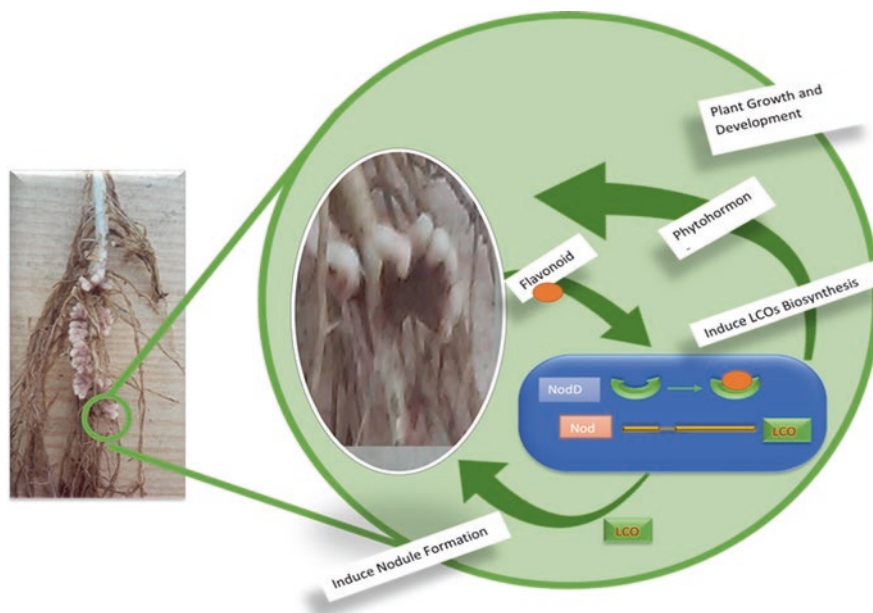 Plant Growth and
Development
Phytohormon
-
Flavonoid
Induce LCOs Biosynthesis
NodD
Nod
LCO
LCO
Induce Nodule Formation